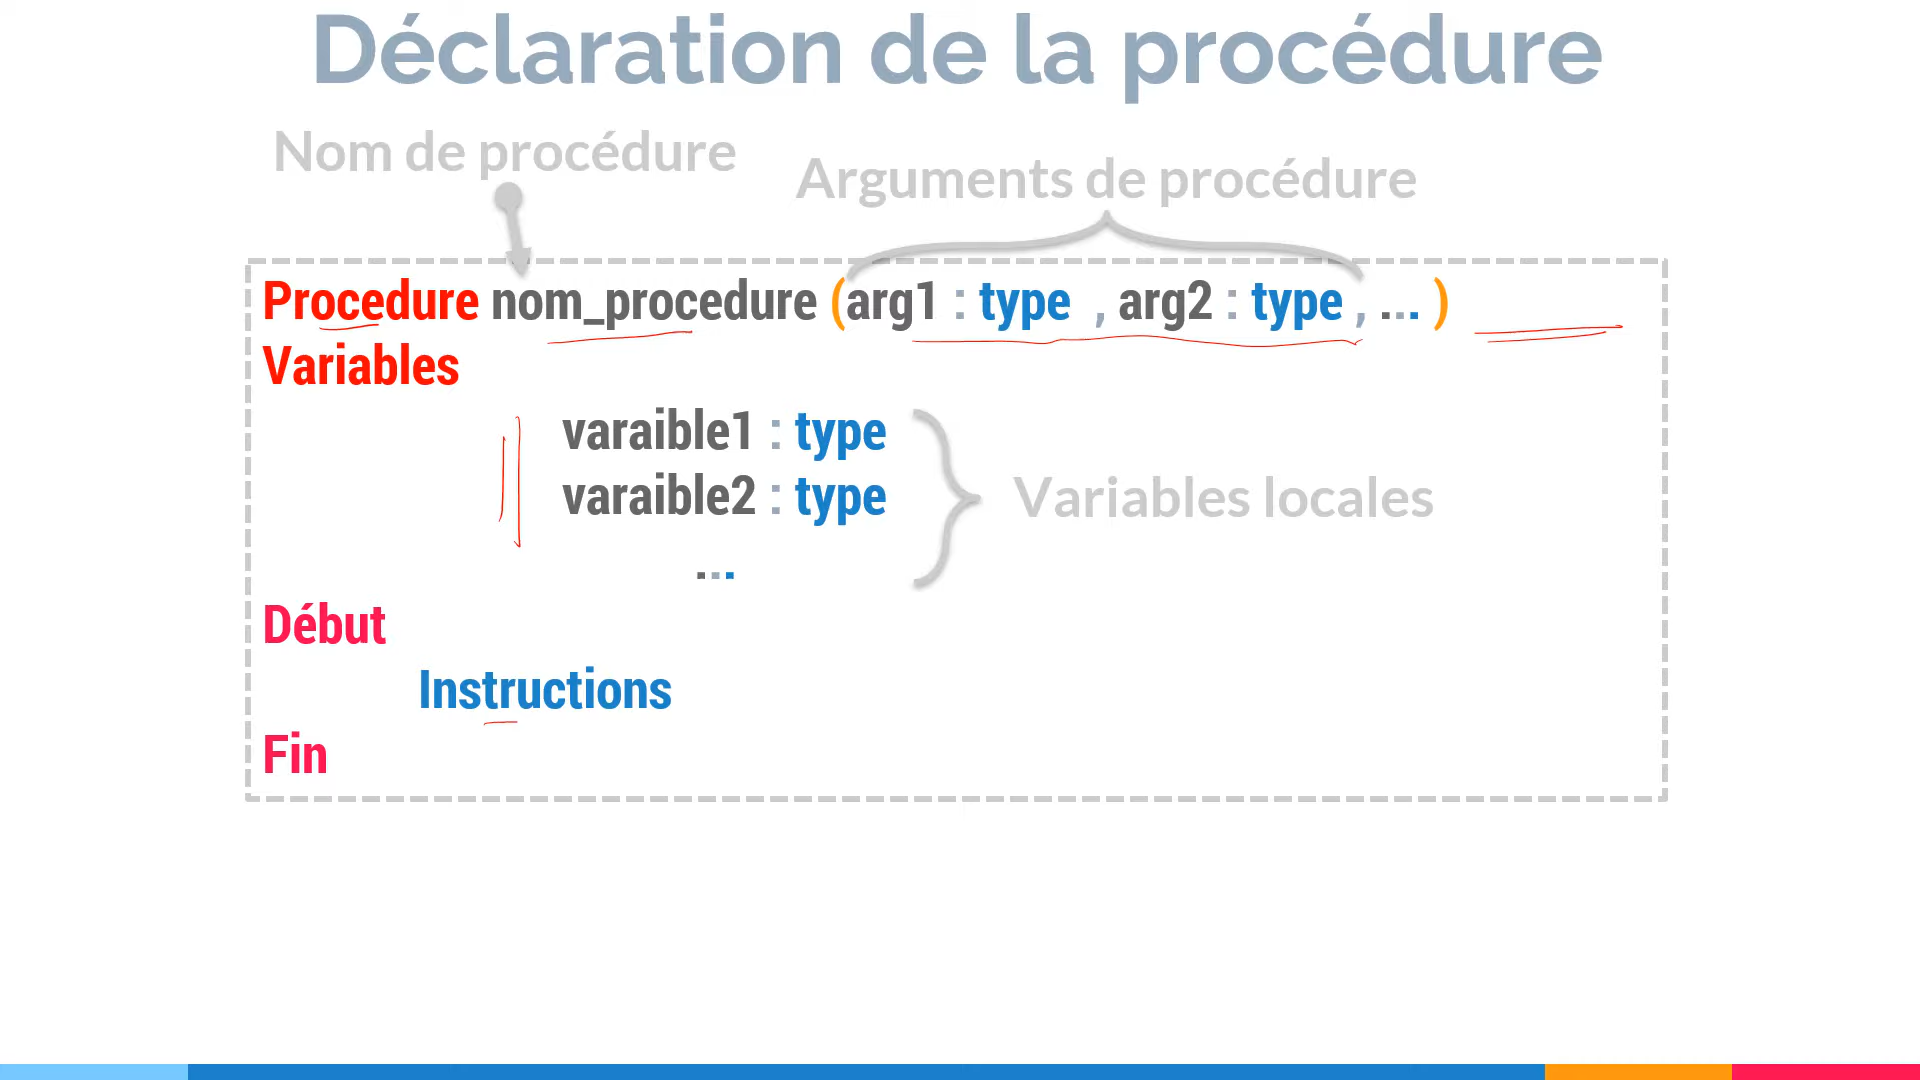 Déclaration de la procédure
Nom de procédure
Arguments de procédure
Procedure nom_procedure (arg1 : type , arg2 : type , ... )
Variables
varaible1 : type
varaible2 : type
...
Variables locales
Début
Instructions
Fin